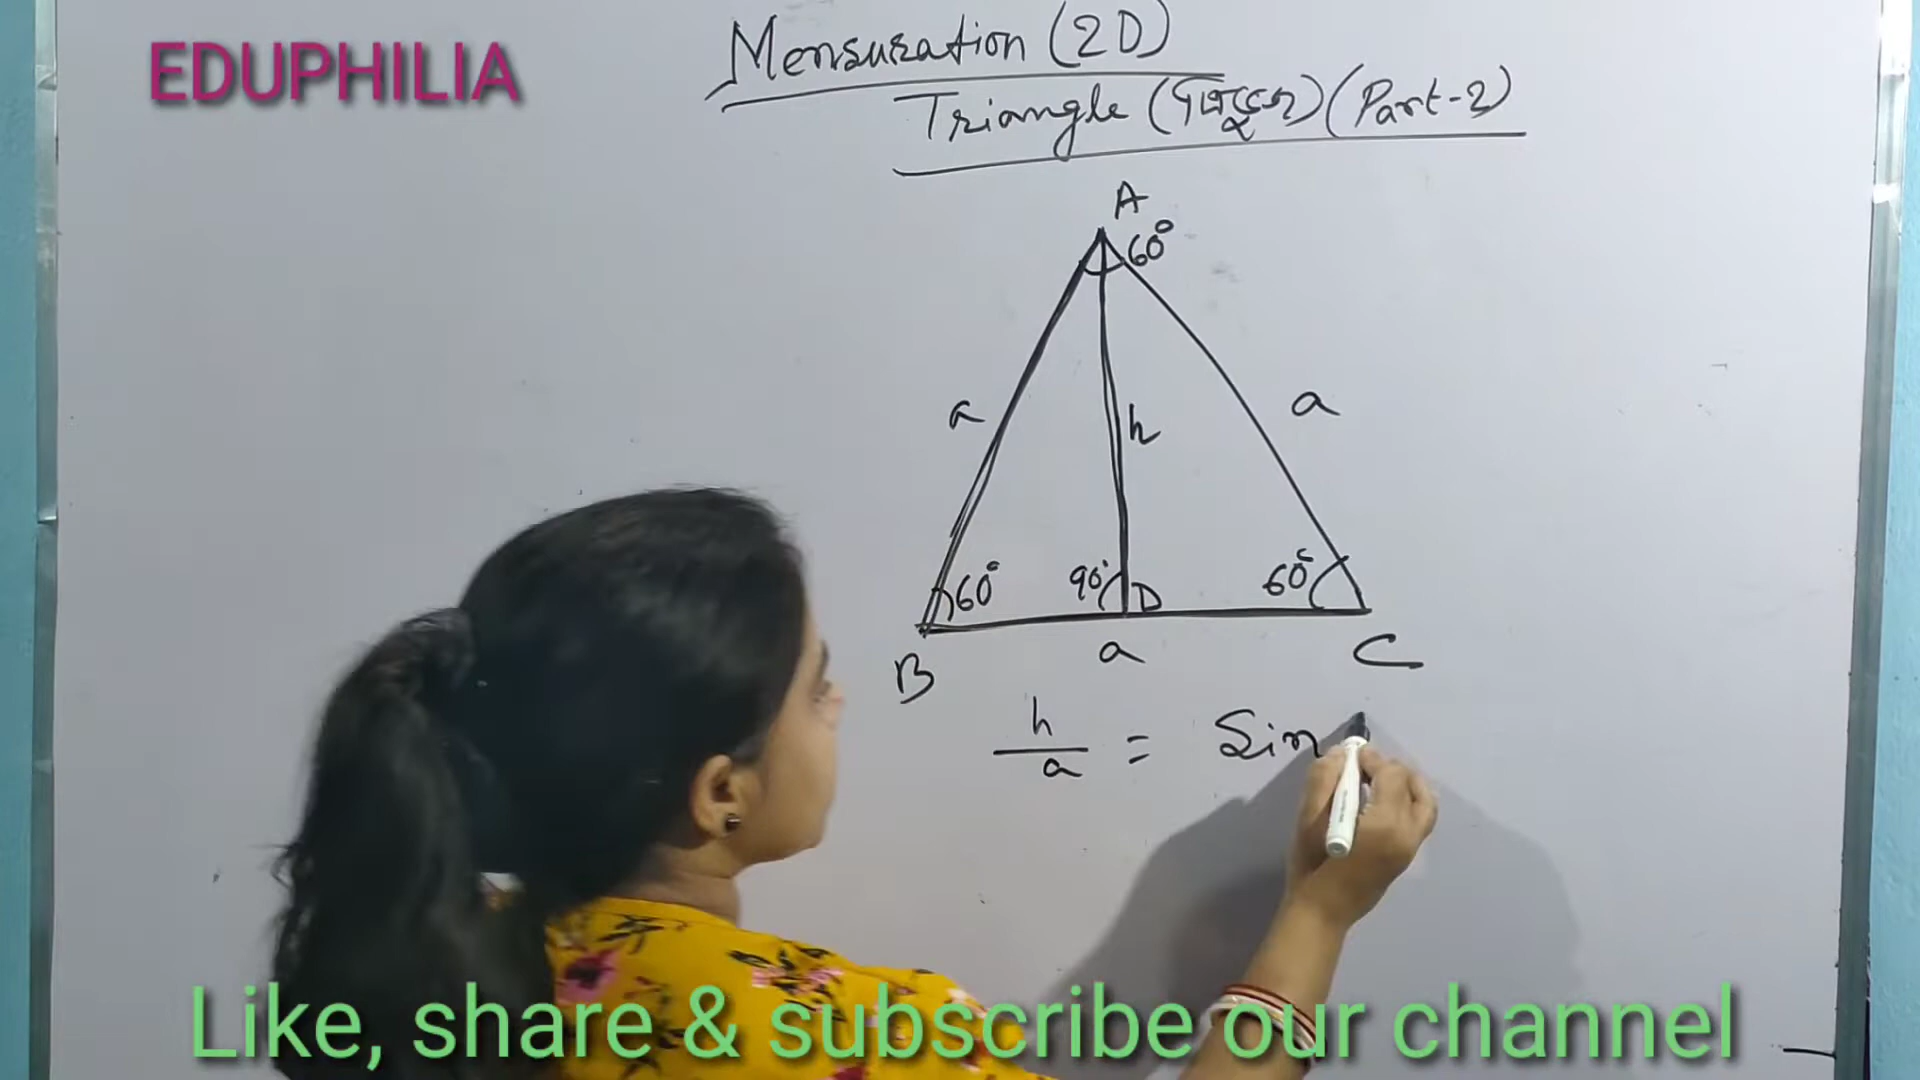 EDUPHILIA
Mensuration (2D)
Triangle (ତ୍ରିଭୁଜ) (Part-2)
A
60°
a
h
a
60°
90°
D
60°
B
a
C
h
a
= Sin
Like, share & subscribe our channel